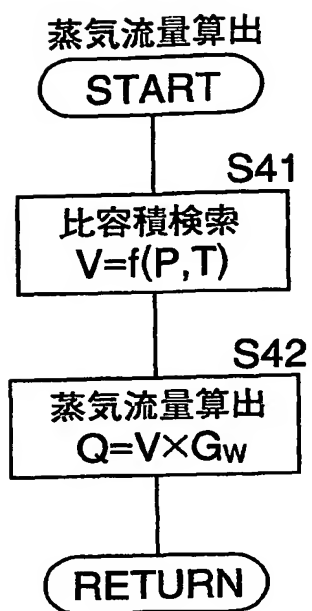 蒸気流量算出
START
S41
比容積検索
V=f(P,T)
S42
蒸気流量算出
Q=V×GW
RETURN